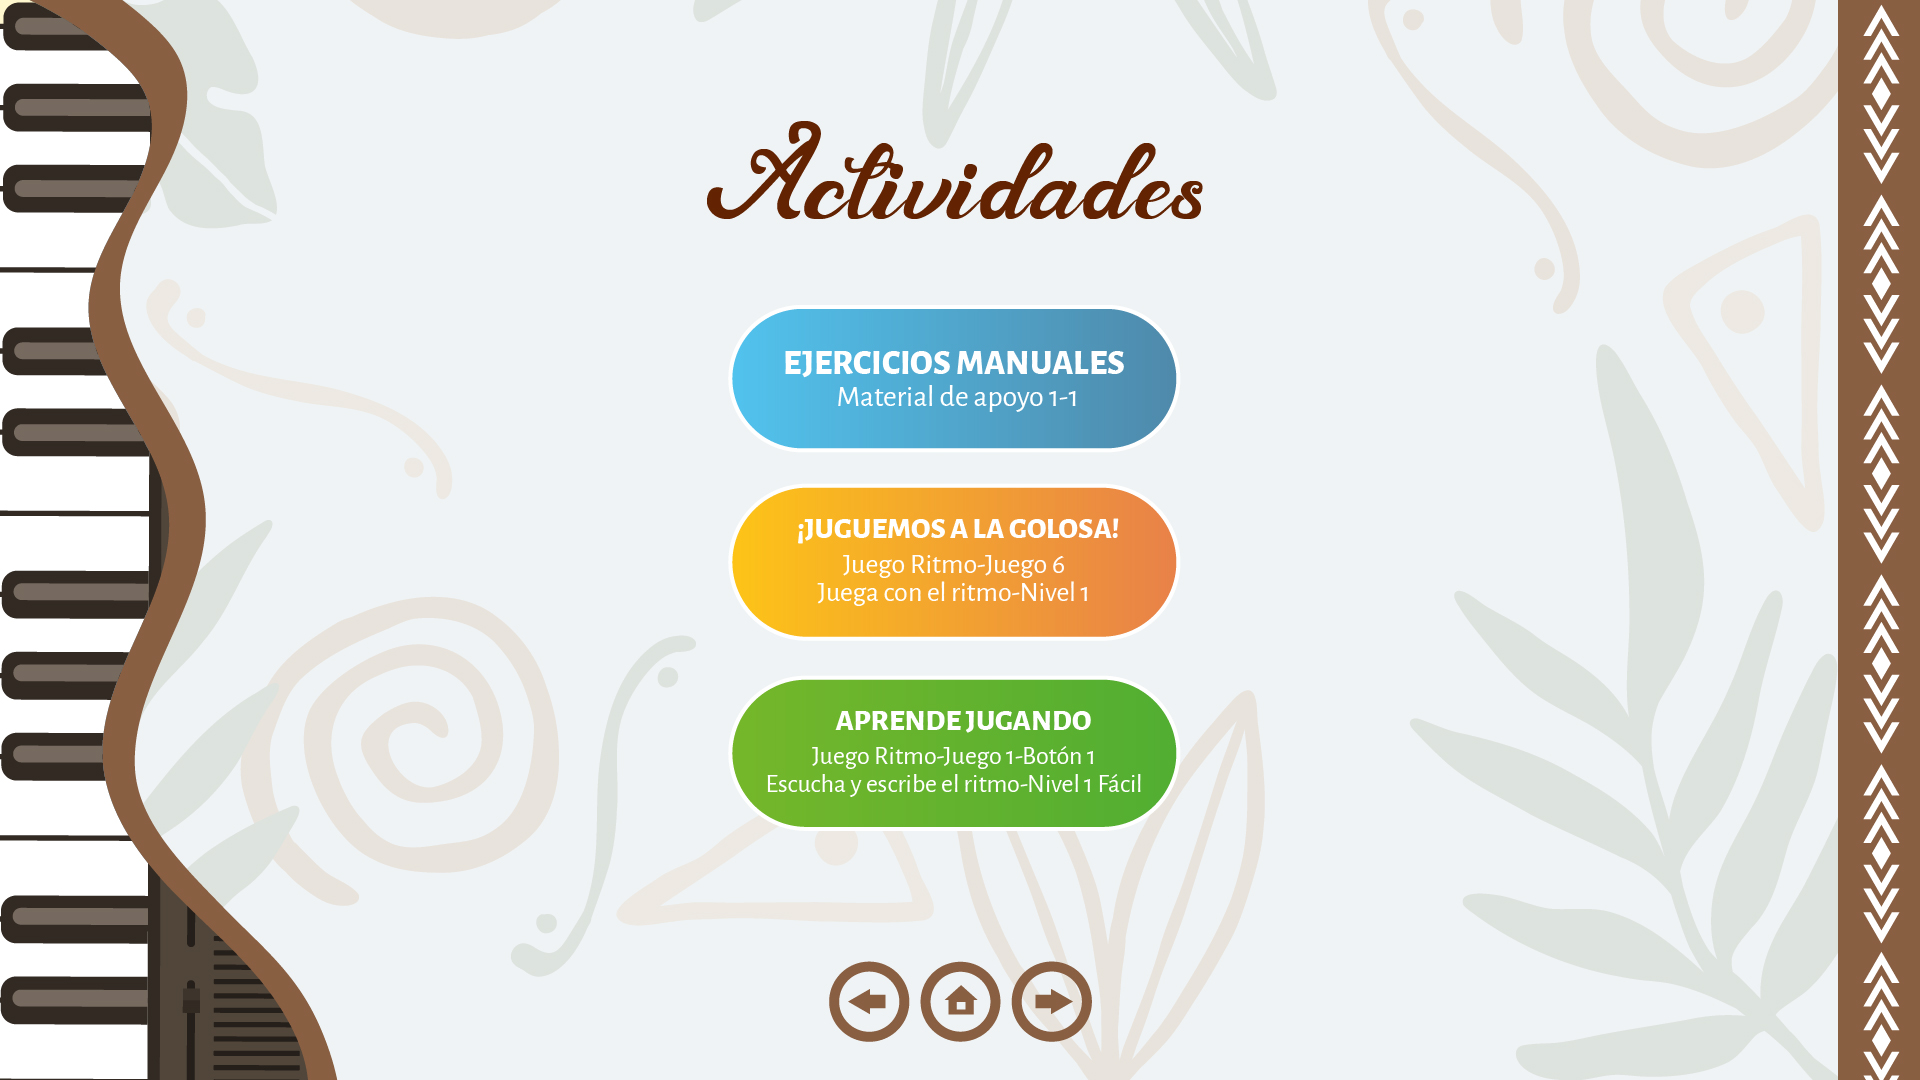 Actividades
EJERCICIOS MANUALES
Material de apoyo 1-1
¡JUGUEMOS A LA GOLOSA!
Juego Ritmo-Juego 6
Juega con el ritmo-Nivel 1
APRENDE JUGANDO
Juego Ritmo-Juego 1-Botón 1
Escucha y escribe el ritmo-Nivel 1 Fácil